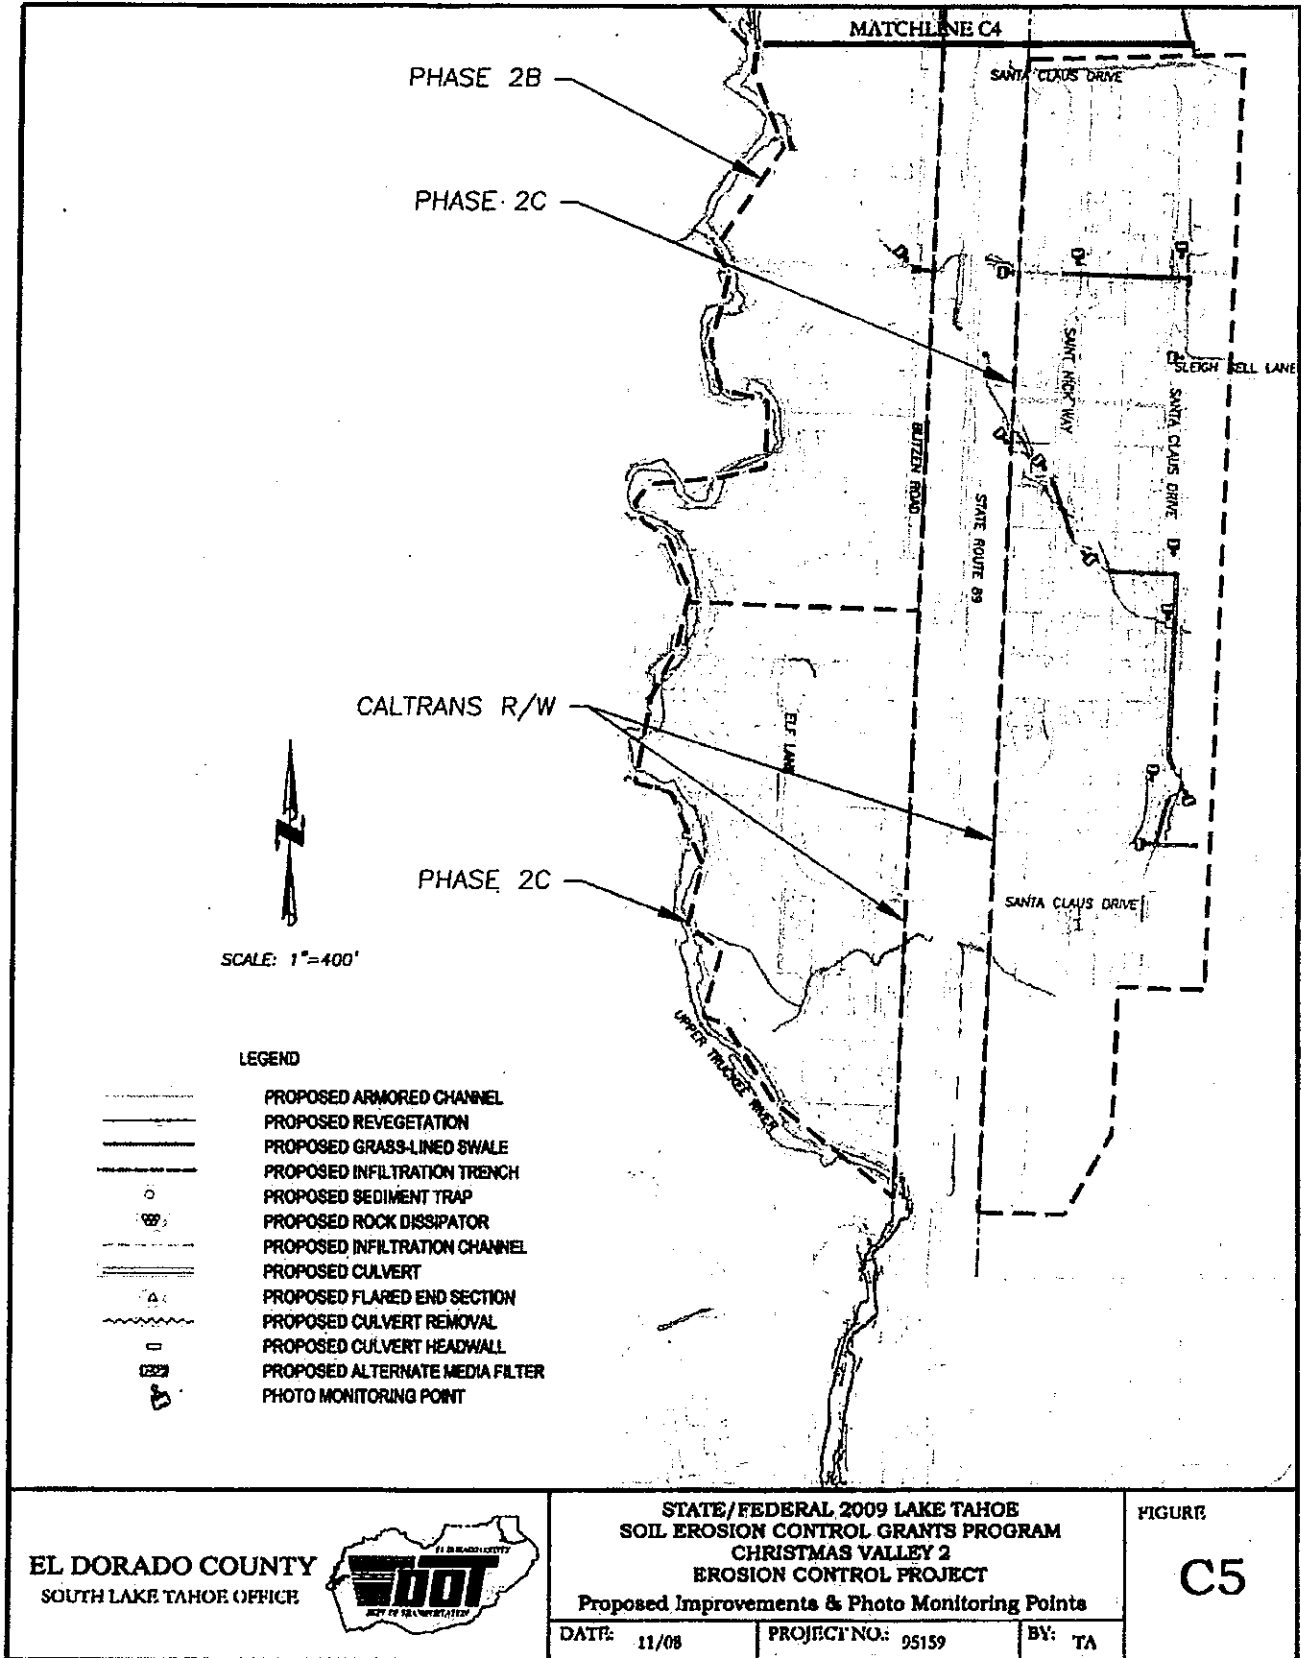 MATCHLINE C4
SANTA CLAUS DRIVE
PHASE 2B
PHASE 2C
SLEIGH BELL LANE
SAINT NICK WAY
SANTA CLAUS DRIVE
BLITZEN ROAD
STATE ROUTE 89
CALTRANS R/W
ELF LANE
PHASE 2C
SANTA CLAUS DRIVE
UPPER TRUCKEE RIVER
N
SCALE: 1"=400'
LEGEND
PROPOSED ARMORED CHANNEL
PROPOSED REVEGETATION
PROPOSED GRASS-LINED SWALE
PROPOSED INFILTRATION TRENCH
PROPOSED SEDIMENT TRAP
PROPOSED ROCK DISSIPATOR
PROPOSED INFILTRATION CHANNEL
PROPOSED CULVERT
PROPOSED FLARED END SECTION
PROPOSED CULVERT REMOVAL
PROPOSED CULVERT HEADWALL
PROPOSED ALTERNATE MEDIA FILTER
PHOTO MONITORING POINT
EL DORADO COUNTY
SOUTH LAKE TAHOE OFFICE
EL DORADO COUNTY
DOT
DEPT OF TRANSPORTATION
STATE/FEDERAL 2009 LAKE TAHOE
SOIL EROSION CONTROL GRANTS PROGRAM
CHRISTMAS VALLEY 2
EROSION CONTROL PROJECT
Proposed Improvements & Photo Monitoring Points
DATE: 11/08
PROJECT NO.: 95159
BY: TA
FIGURE
C5